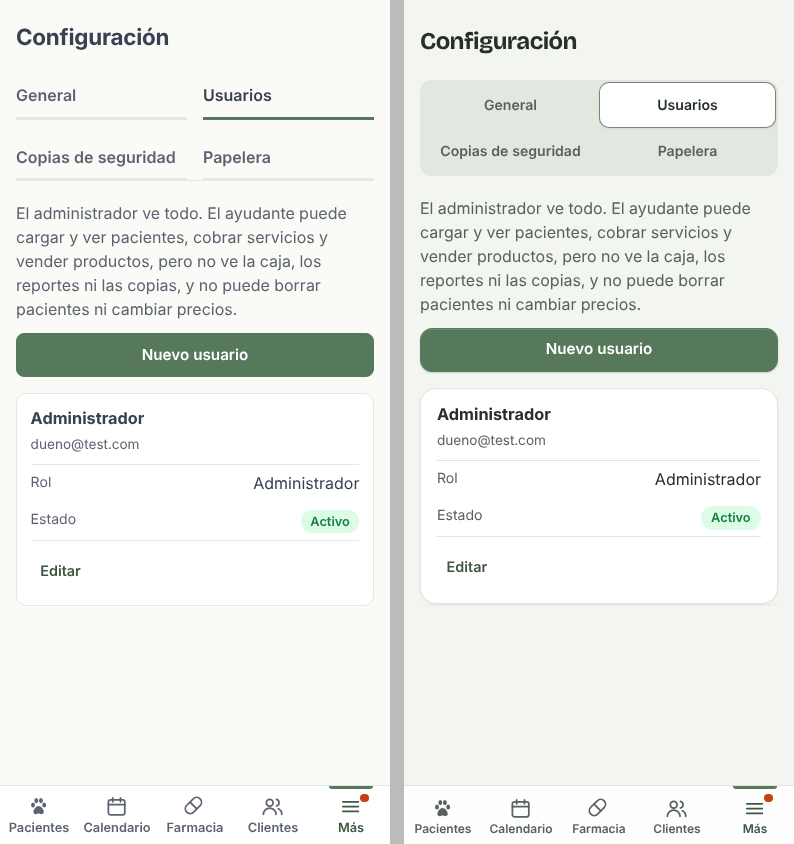 Configuración
General
Usuarios
Copias de seguridad
Papelera
El administrador ve todo. El ayudante puede
cargar y ver pacientes, cobrar servicios y
vender productos, pero no ve la caja, los
reportes ni las copias, y no puede borrar
pacientes ni cambiar precios.
Nuevo usuario
Administrador
dueno@test.com
Rol
Administrador
Estado
Activo
Editar
Pacientes
Calendario
Farmacia
Clientes
Más
Configuración
General
Usuarios
Copias de seguridad
Papelera
El administrador ve todo. El ayudante puede
cargar y ver pacientes, cobrar servicios y
vender productos, pero no ve la caja, los
reportes ni las copias, y no puede borrar
pacientes ni cambiar precios.
Nuevo usuario
Administrador
dueno@test.com
Rol
Administrador
Estado
Activo
Editar
Pacientes
Calendario
Farmacia
Clientes
Más